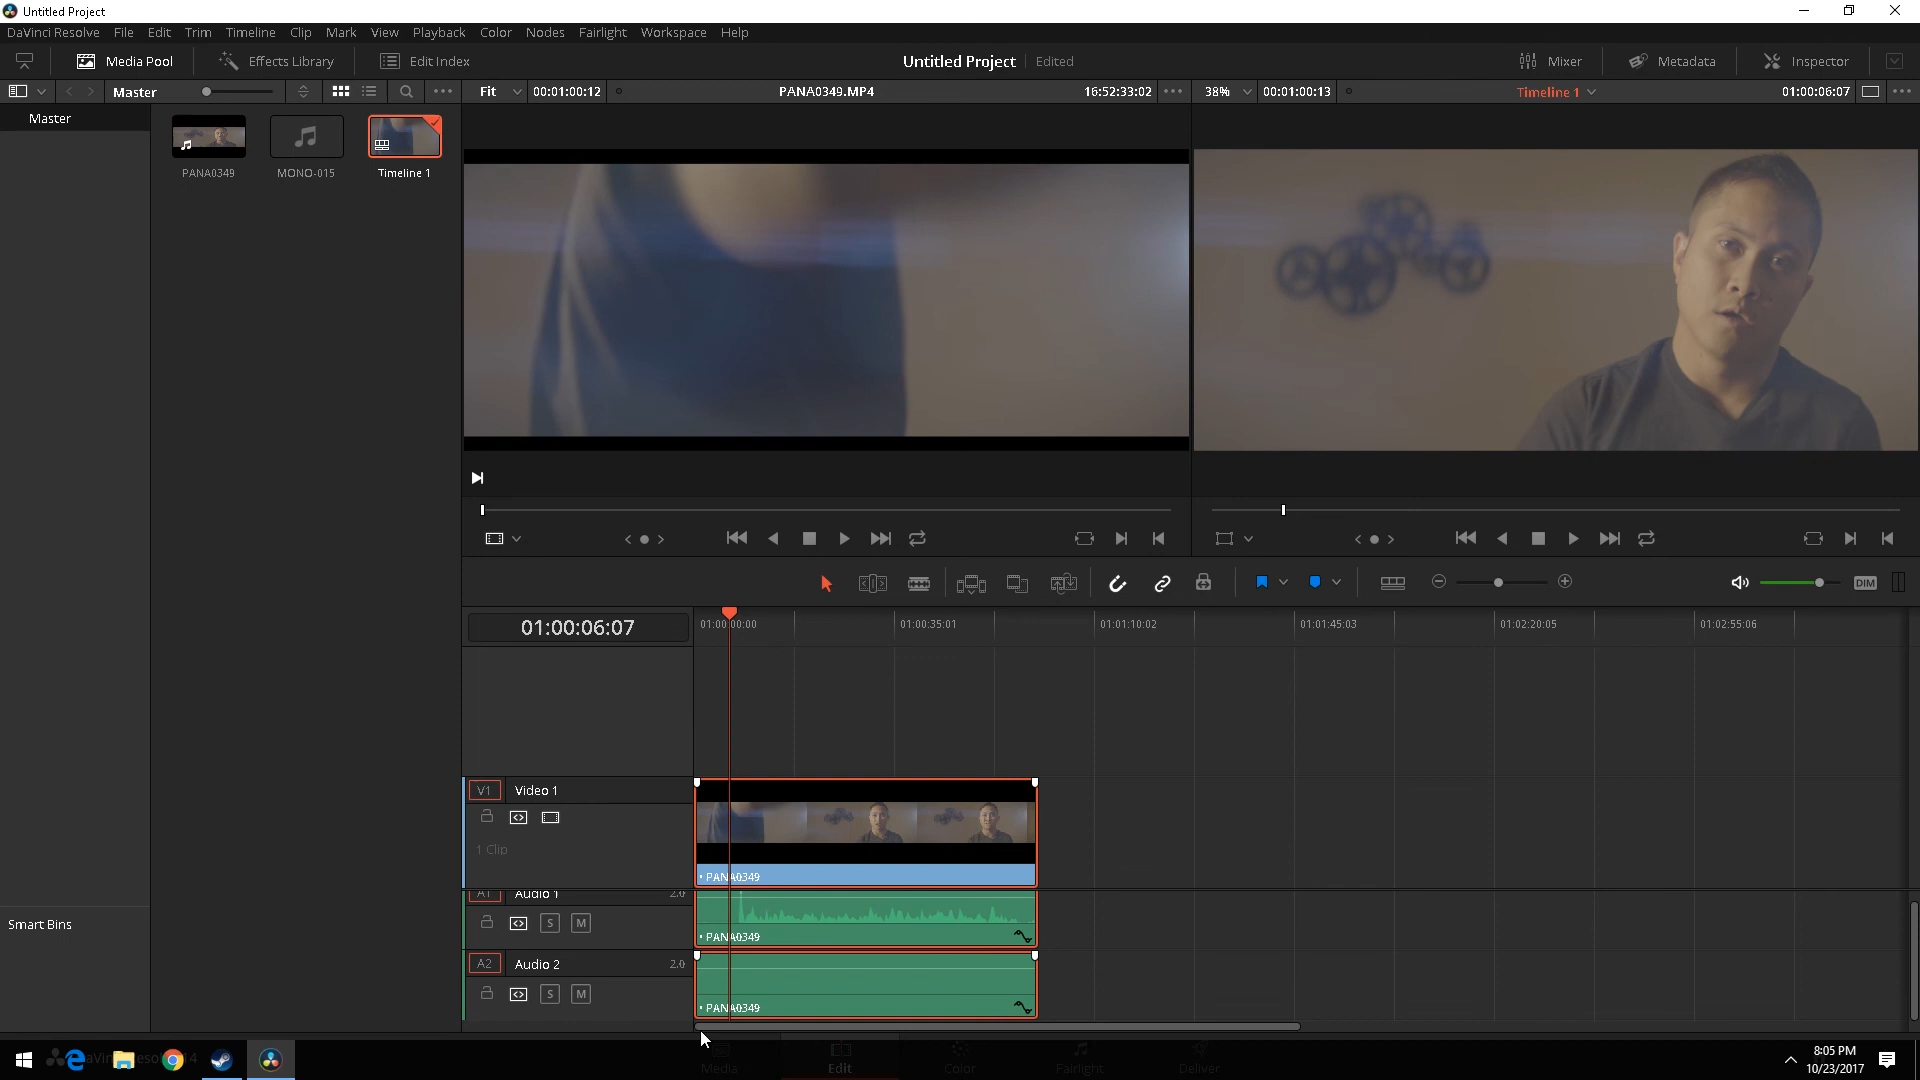 Untitled Project
DaVinci Resolve File Edit Trim Timeline Clip Mark View Playback Color Nodes Fairlight Workspace Help
Media Pool Effects Library Edit Index Untitled Project Edited Mixer Metadata Inspector
Master Fit 00:01:00:12 PANA0349.MP4 16:52:33:02 38% 00:01:00:13 Timeline 1 01:00:06:07
Master
PANA0349 MONO-015 Timeline 1
DIM
01:00:06:07 01:00:00:00 01:00:35:01 01:01:10:02 01:01:45:03 01:02:20:05 01:02:55:06
V1 Video 1
1 Clip
• PANA0349
A1 Audio 1 2.0
S M
• PANA0349
A2 Audio 2 2.0
S M
• PANA0349
Smart Bins
Media Edit Color Fairlight Deliver
8:05 PM
10/23/2017